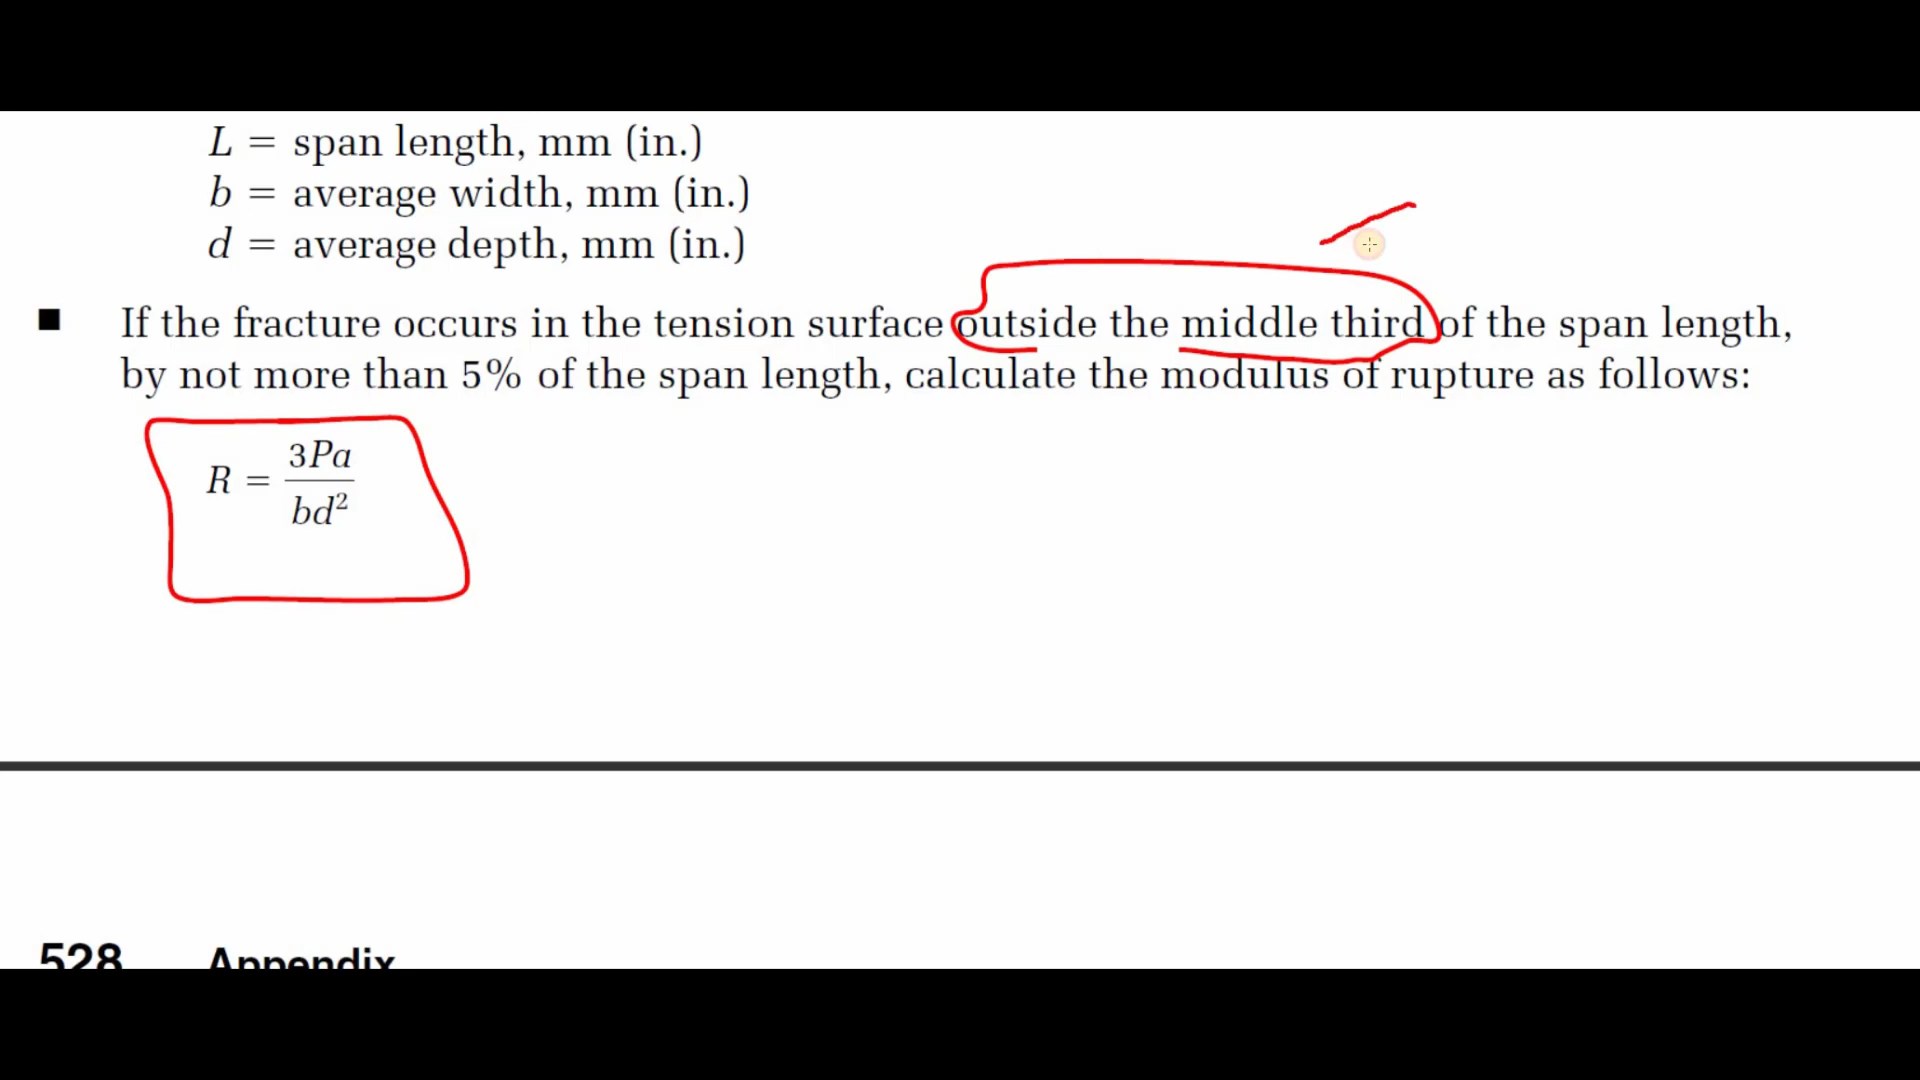 L = span length, mm (in.)
b = average width, mm (in.)
d = average depth, mm (in.)
■ If the fracture occurs in the tension surface outside the middle third of the span length,
by not more than 5% of the span length, calculate the modulus of rupture as follows:
R = 3Pa / bd²
528 Appendix